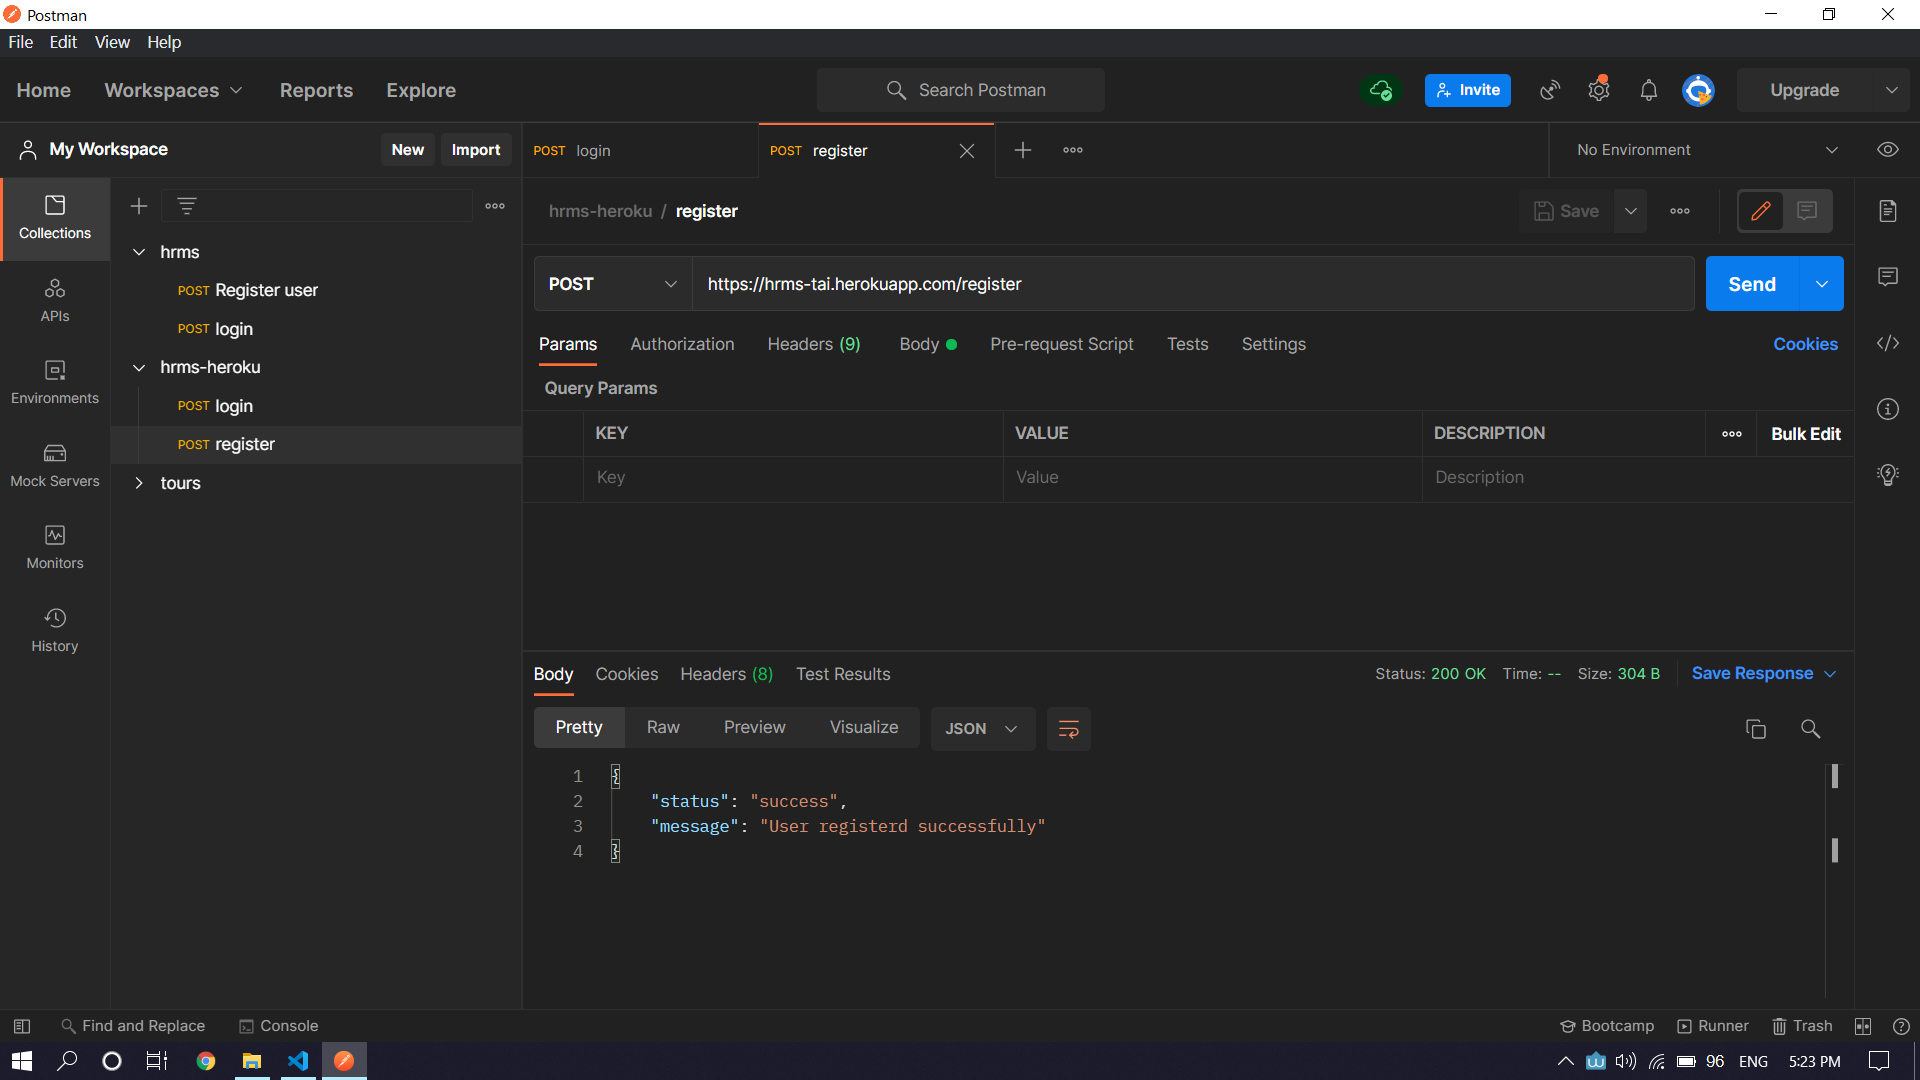 Postman
File Edit View Help
Home Workspaces Reports Explore Search Postman Invite Upgrade
My Workspace New Import
POST login POST register No Environment
Collections
APIs
Environments
Mock Servers
Monitors
History
hrms
POST Register user
POST login
hrms-heroku
POST login
POST register
tours
hrms-heroku / register Save
POST https://hrms-tai.herokuapp.com/register Send
Params Authorization Headers (9) Body Pre-request Script Tests Settings Cookies
Query Params
KEY VALUE DESCRIPTION Bulk Edit
Key Value Description
Body Cookies Headers (8) Test Results Status: 200 OK Time: -- Size: 304 B Save Response
Pretty Raw Preview Visualize JSON
1 {
2 "status": "success",
3 "message": "User registerd successfully"
4 }
Find and Replace Console Bootcamp Runner Trash
96 ENG 5:23 PM